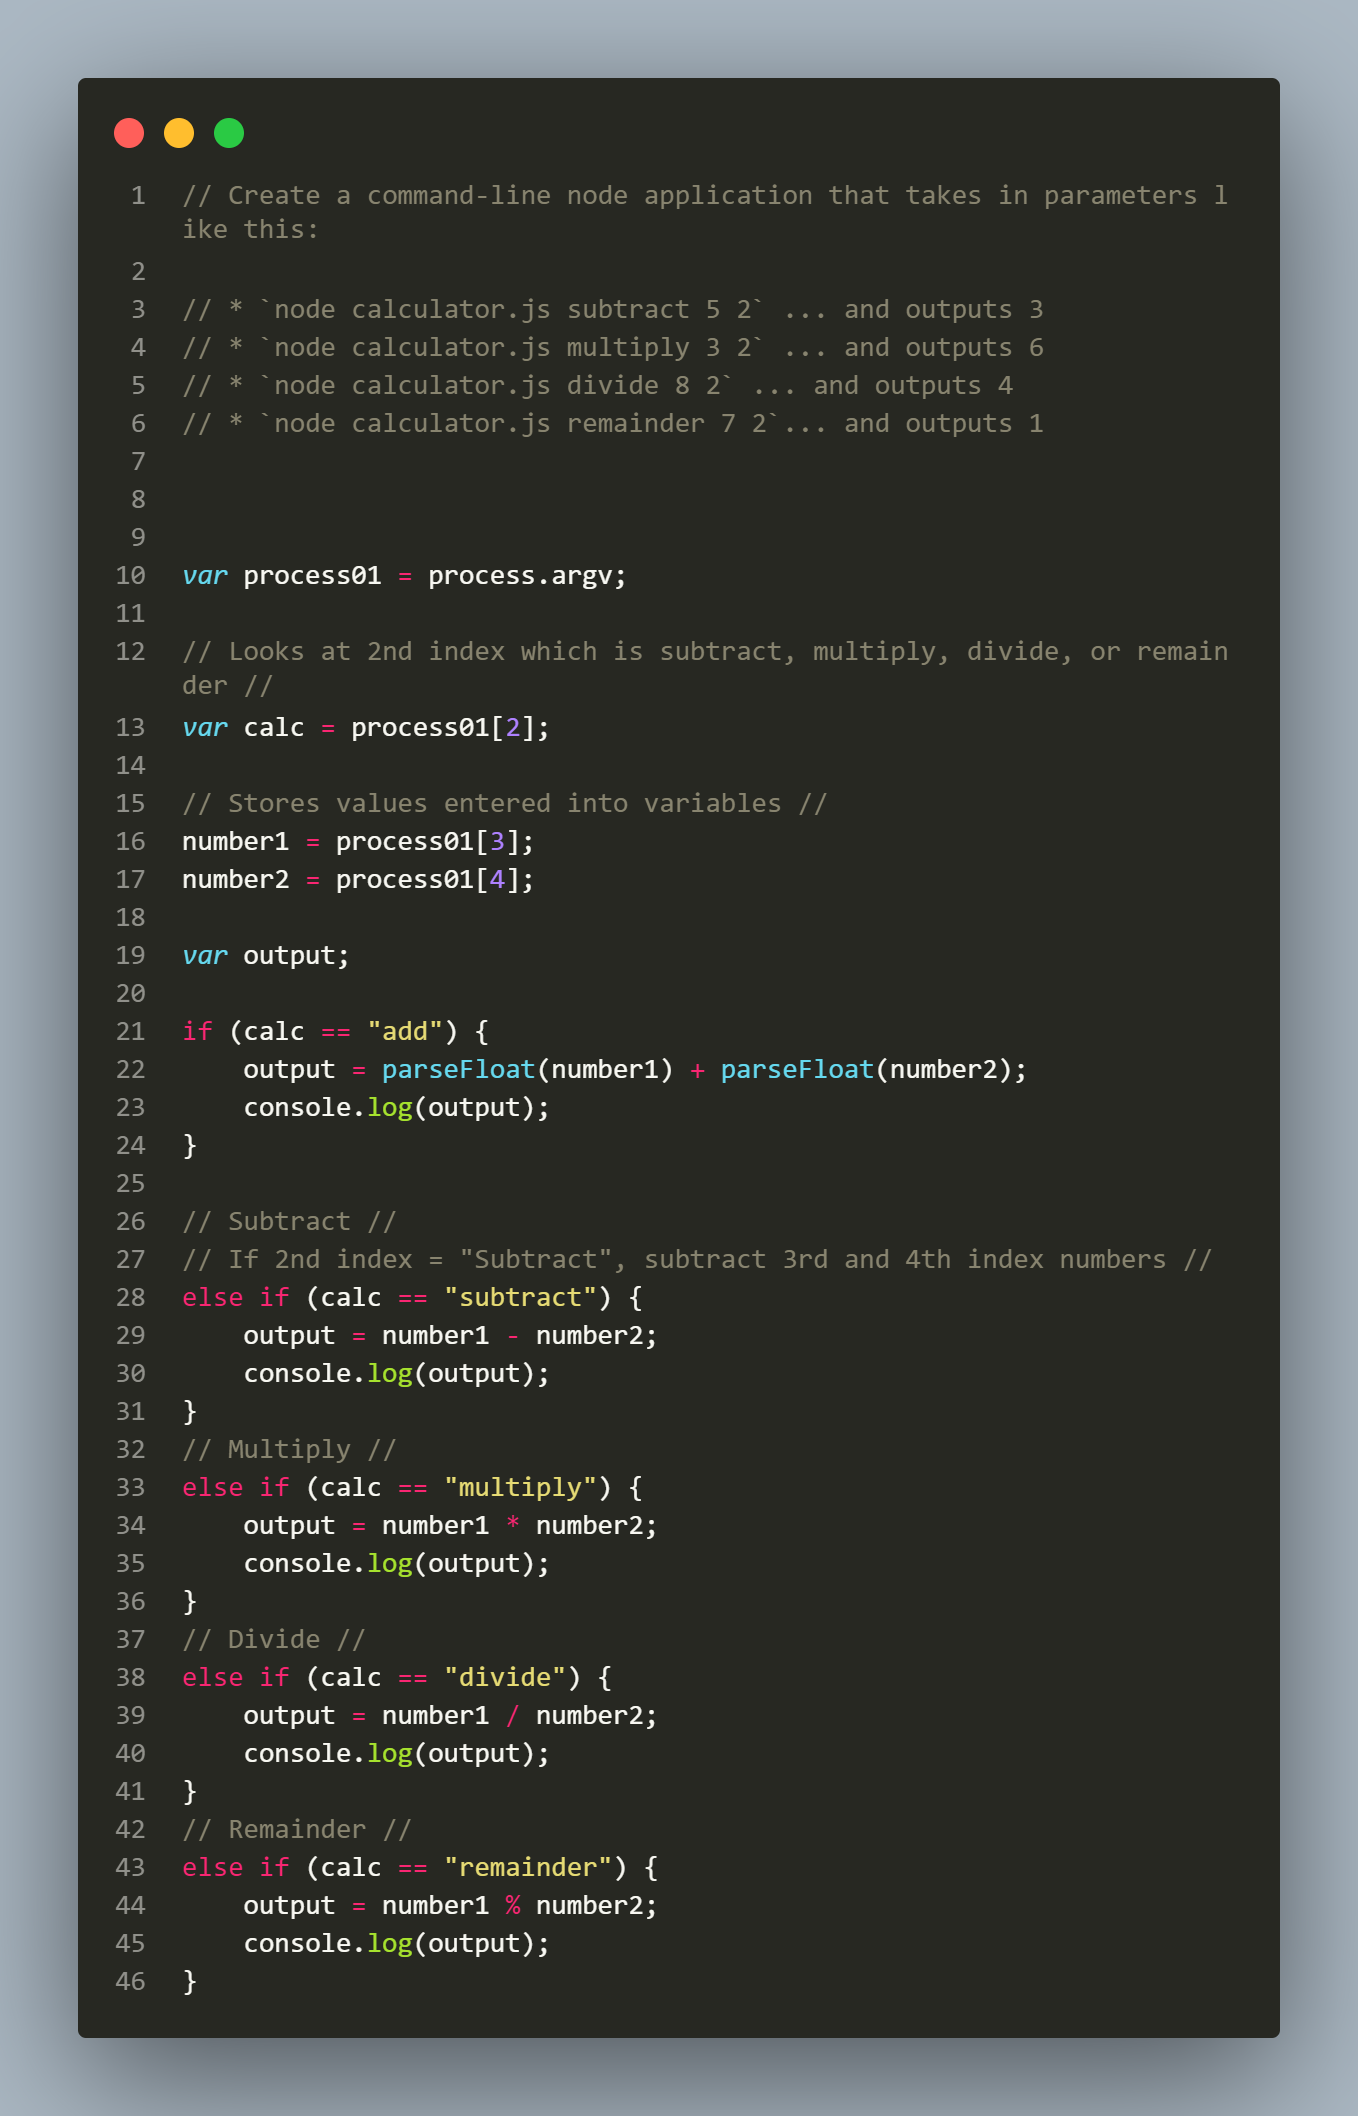 1 // Create a command-line node application that takes in parameters l
ike this:
2
3 // * `node calculator.js subtract 5 2` ... and outputs 3
4 // * `node calculator.js multiply 3 2` ... and outputs 6
5 // * `node calculator.js divide 8 2` ... and outputs 4
6 // * `node calculator.js remainder 7 2`... and outputs 1
7
8
9
10 var process01 = process.argv;
11
12 // Looks at 2nd index which is subtract, multiply, divide, or remain
der //
13 var calc = process01[2];
14
15 // Stores values entered into variables //
16 number1 = process01[3];
17 number2 = process01[4];
18
19 var output;
20
21 if (calc == "add") {
22     output = parseFloat(number1) + parseFloat(number2);
23     console.log(output);
24 }
25
26 // Subtract //
27 // If 2nd index = "Subtract", subtract 3rd and 4th index numbers //
28 else if (calc == "subtract") {
29     output = number1 - number2;
30     console.log(output);
31 }
32 // Multiply //
33 else if (calc == "multiply") {
34     output = number1 * number2;
35     console.log(output);
36 }
37 // Divide //
38 else if (calc == "divide") {
39     output = number1 / number2;
40     console.log(output);
41 }
42 // Remainder //
43 else if (calc == "remainder") {
44     output = number1 % number2;
45     console.log(output);
46 }